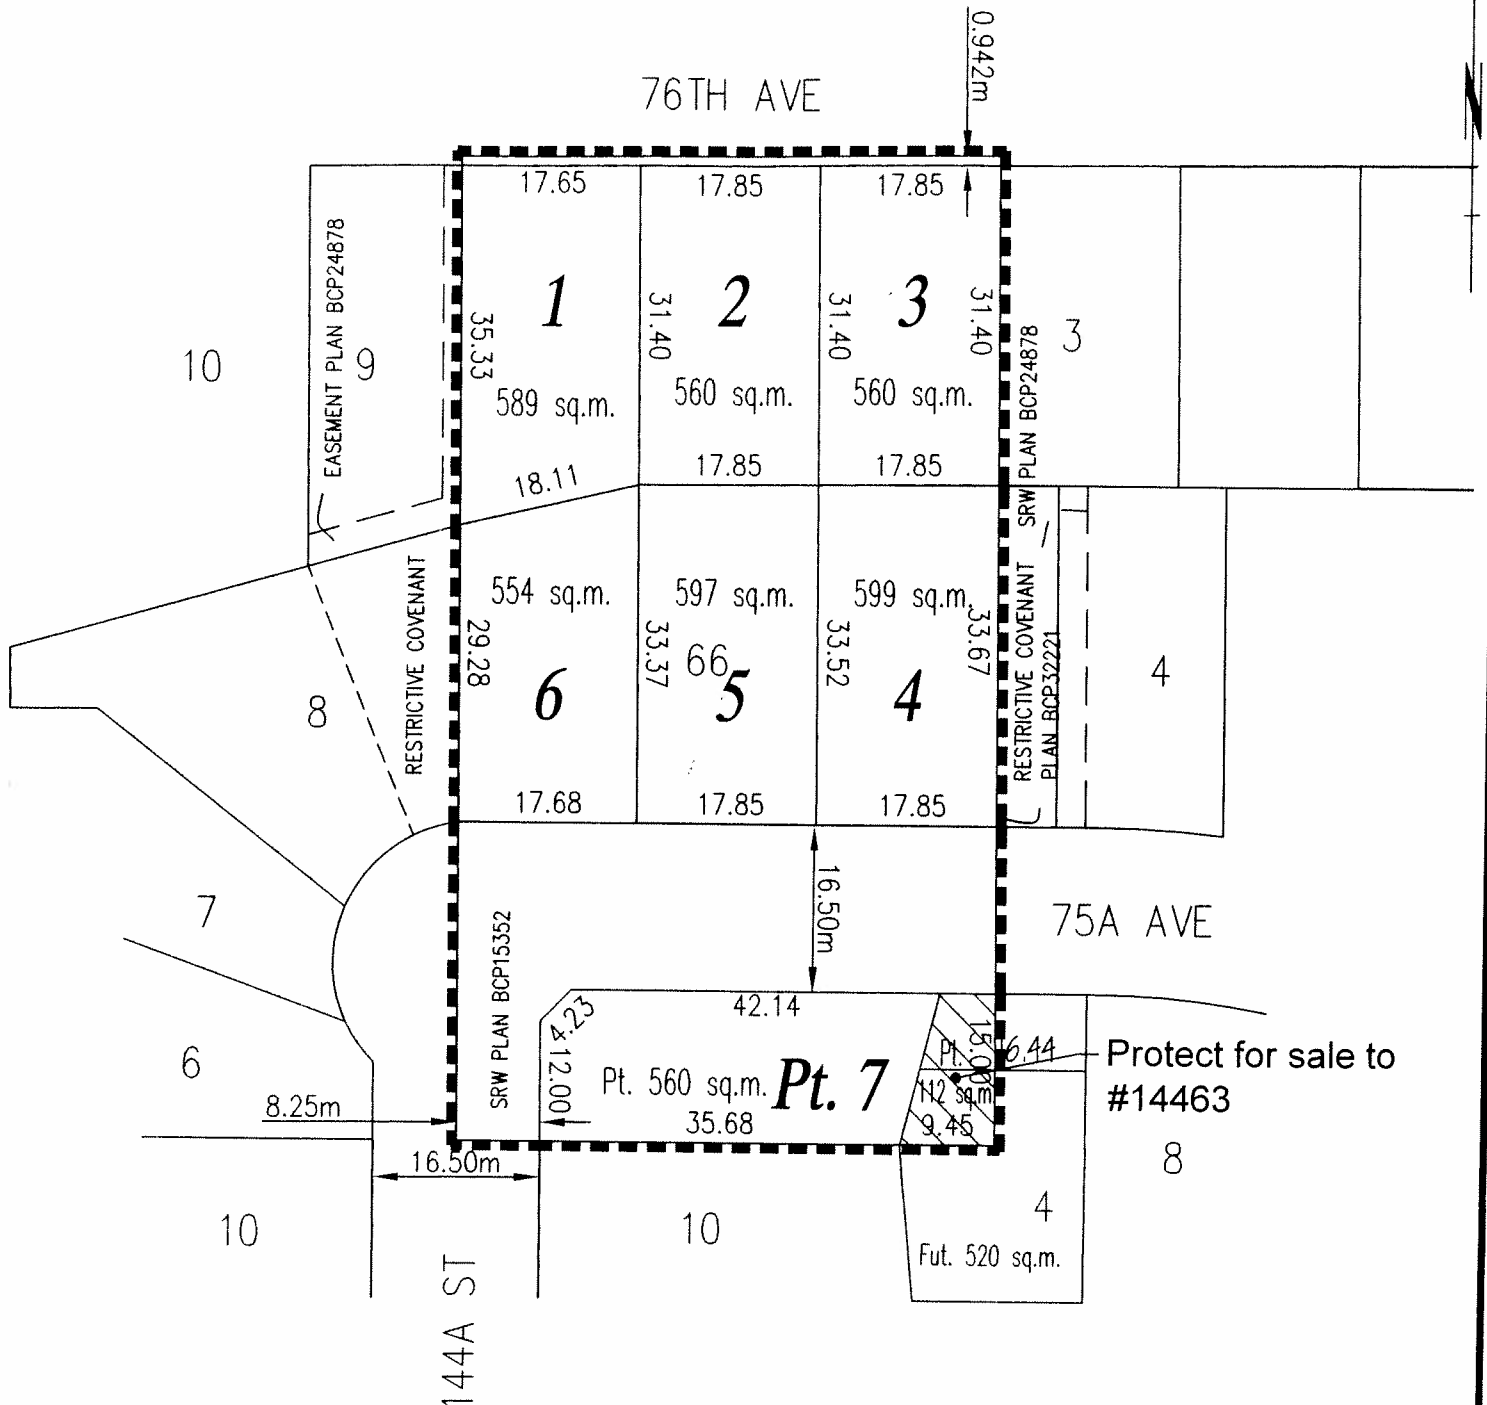 0.942m
76TH AVE
N
17.65
17.85
17.85
EASEMENT PLAN BCP24878
10
9
1
2
3
3
35.33
31.40
31.40
31.40
589 sq.m.
560 sq.m.
560 sq.m.
SRW PLAN BCP24878
18.11
17.85
17.85
RESTRICTIVE COVENANT
554 sq.m.
597 sq.m.
599 sq.m.
29.28
33.37
33.52
33.67
66
6
5
4
4
8
RESTRICTIVE COVENANT
PLAN BCP32221
17.68
17.85
17.85
7
16.50m
75A AVE
SRW PLAN BCP15352
42.14
4.23
12.00
15.00
6
Pt. 560 sq.m.
Pt. 7
Pt.
6.44
112 sq.m.
9.45
Protect for sale to
#14463
8.25m
35.68
16.50m
8
10
10
4
Fut. 520 sq.m.
144A ST